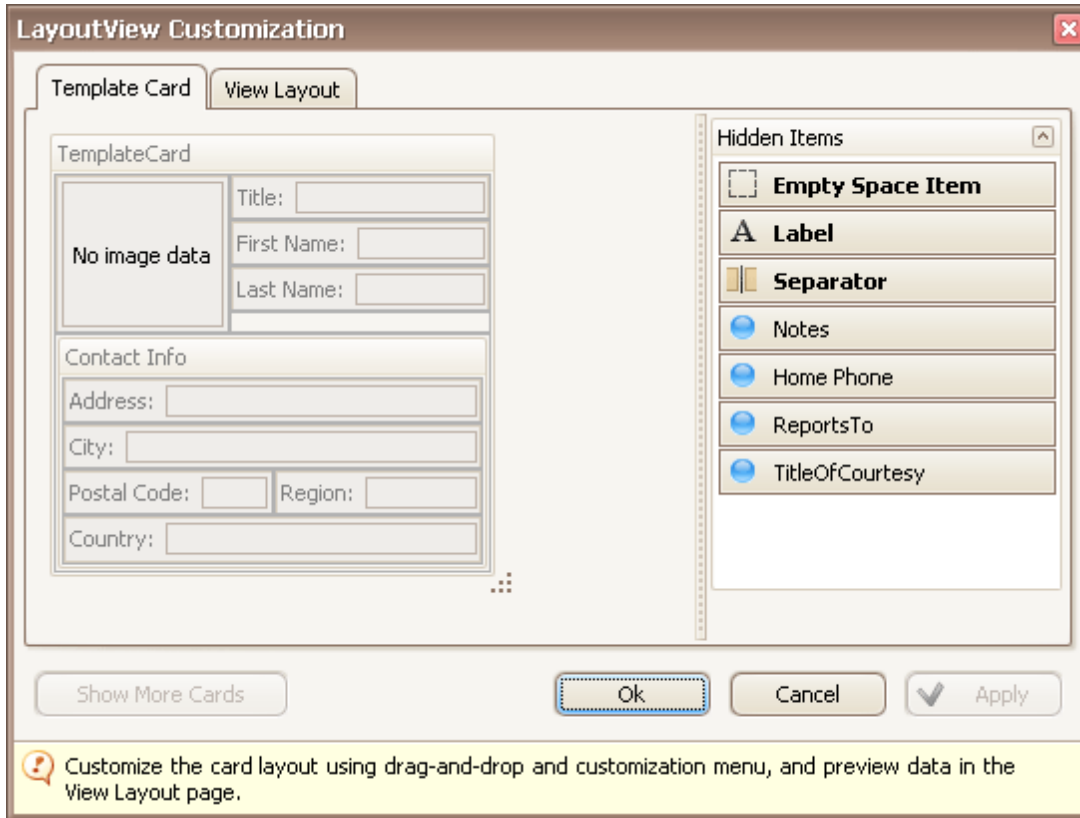 LayoutView Customization
Template Card
View Layout
TemplateCard
No image data
Title:
First Name:
Last Name:
Contact Info
Address:
City:
Postal Code:
Region:
Country:
Hidden Items
Empty Space Item
A Label
Separator
Notes
Home Phone
ReportsTo
TitleOfCourtesy
Show More Cards
Ok
Cancel
Apply
Customize the card layout using drag-and-drop and customization menu, and preview data in the
View Layout page.